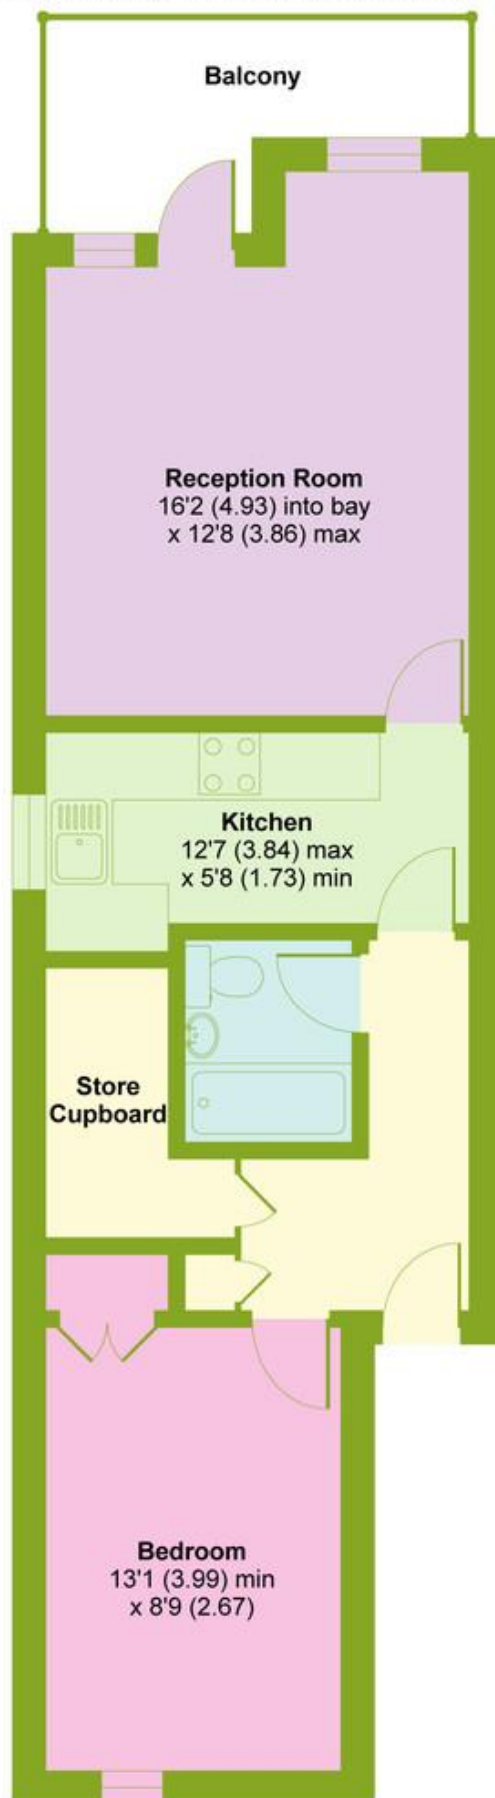 Balcony
Reception Room
16'2 (4.93) into bay
x 12'8 (3.86) max
Kitchen
12'7 (3.84) max
x 5'8 (1.73) min
Store
Cupboard
Bedroom
13'1 (3.99) min
x 8'9 (2.67)